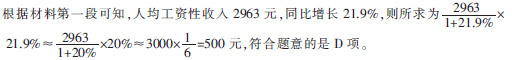 根据材料第一段可知,人均工资性收入 2963 元,同比增长 21.9%,则所求为 2963/(1+21.9%) ×
21.9%≈ 2963/(1+20%) ×20%≈3000× 1/6 =500 元,符合题意的是 D 项。